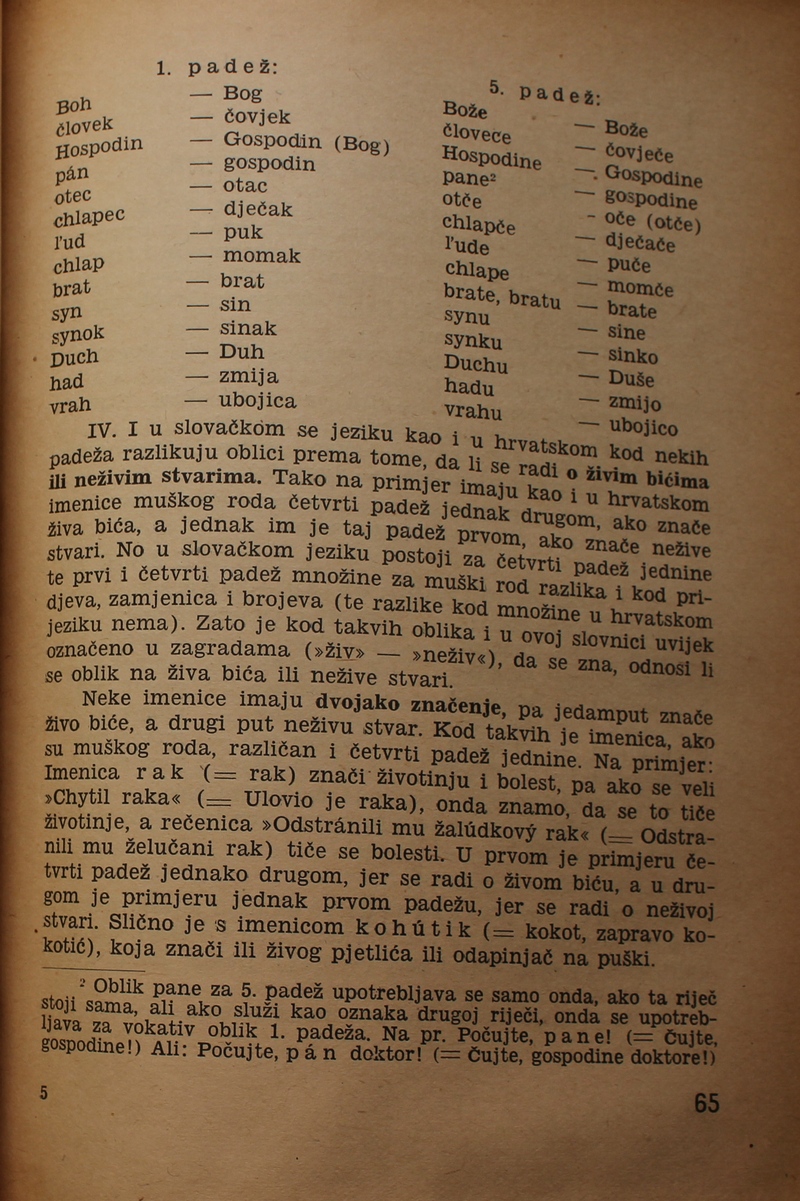 1. padež:
5. padež:
Boh — Bog Bože — Bože
človek — čovjek človece — čovječe
Hospodin — Gospodin (Bog) Hospodine —. Gospodine
pán — gospodin pane² — gospodine
otec — otac otče - oče (otče)
chlapec — dječak chlapče — dječače
ľud — puk ľude — puče
chlap — momak chlape — momče
brat — brat brate, bratu — brate
syn — sin synu — sine
synok — sinak synku — sinko
Duch — Duh Duchu — Duše
had — zmija hadu — zmijo
vrah — ubojica vrahu — ubojico
IV. I u slovačkom se jeziku kao i u hrvatskom kod nekih
padeža razlikuju oblici prema tome, da li se radi o živim bićima
ili neživim stvarima. Tako na primjer imaju kao i u hrvatskom
imenice muškog roda četvrti padež jednak drugom, ako znače
živa bića, a jednak im je taj padež prvom, ako znače nežive
stvari. No u slovačkom jeziku postoji za četvrti padež jednine
te prvi i četvrti padež množine za muški rod razlika i kod pri-
djeva, zamjenica i brojeva (te razlike kod množine u hrvatskom
jeziku nema). Zato je kod takvih oblika i u ovoj slovnici uvijek
označeno u zagradama (»živ» — »neživ«), da se zna, odnosi li
se oblik na živa bića ili nežive stvari.
Neke imenice imaju dvojako značenje, pa jedamput znače
živo biće, a drugi put neživu stvar. Kod takvih je imenica, ako
su muškog roda, različan i četvrti padež jednine. Na primjer:
Imenica rak (= rak) znači životinju i bolest, pa ako se veli
»Chytil raka« (= Ulovio je raka), onda znamo, da se to tiče
životinje, a rečenica »Odstránili mu žalúdkový rak« (= Odstra-
nili mu želučani rak) tiče se bolesti. U prvom je primjeru če-
tvrti padež jednako drugom, jer se radi o živom biću, a u dru-
gom je primjeru jednak prvom padežu, jer se radi o neživoj
stvari. Slično je s imenicom kohútik (= kokot, zapravo ko-
kotić), koja znači ili živog pjetlića ili odapinjač na puški.
² Oblik pane za 5. padež upotrebljava se samo onda, ako ta riječ
stoji sama, ali ako služi kao oznaka drugoj riječi, onda se upotreb-
ljava za vokativ oblik 1. padeža. Na pr. Počujte, pane! (= Čujte,
gospodine!) Ali: Počujte, pán doktor! (= Čujte, gospodine doktore!)
5
65